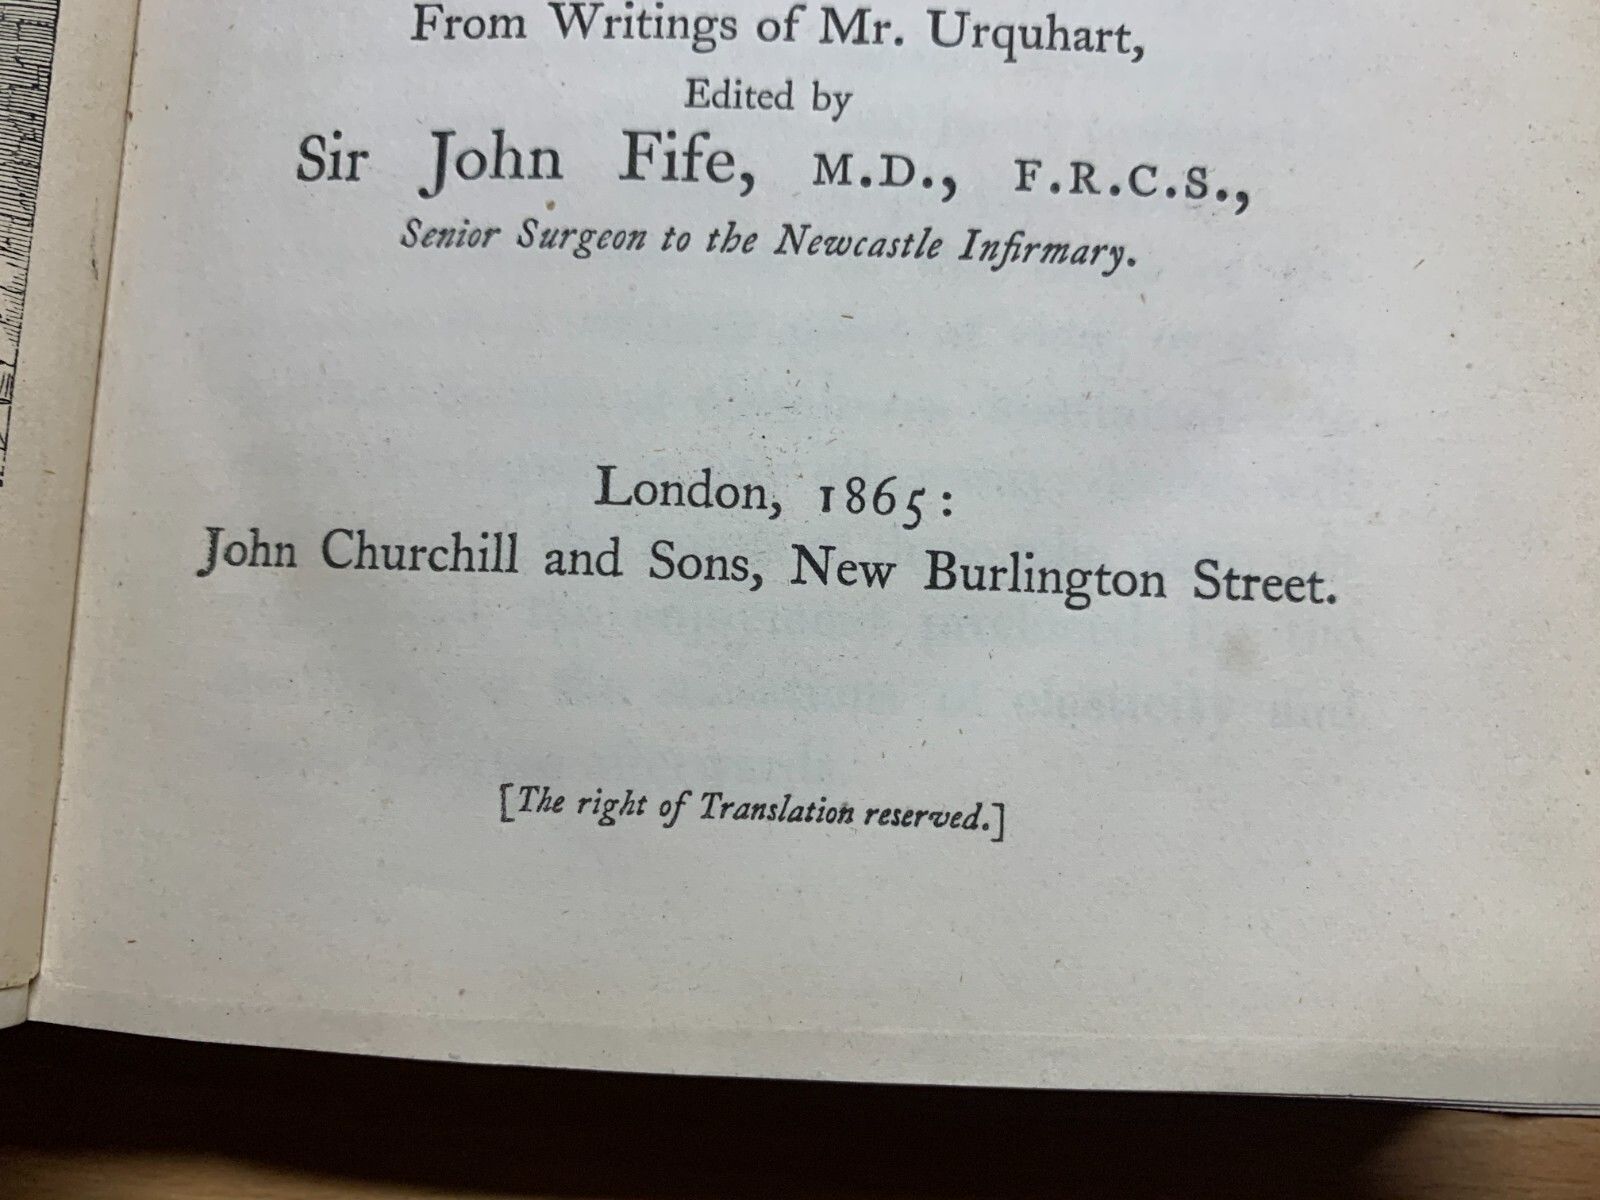 From Writings of Mr. Urquhart,
Edited by
Sir John Fife, M.D., F.R.C.S.,
Senior Surgeon to the Newcastle Infirmary.
London, 1865:
John Churchill and Sons, New Burlington Street.
[The right of Translation reserved.]